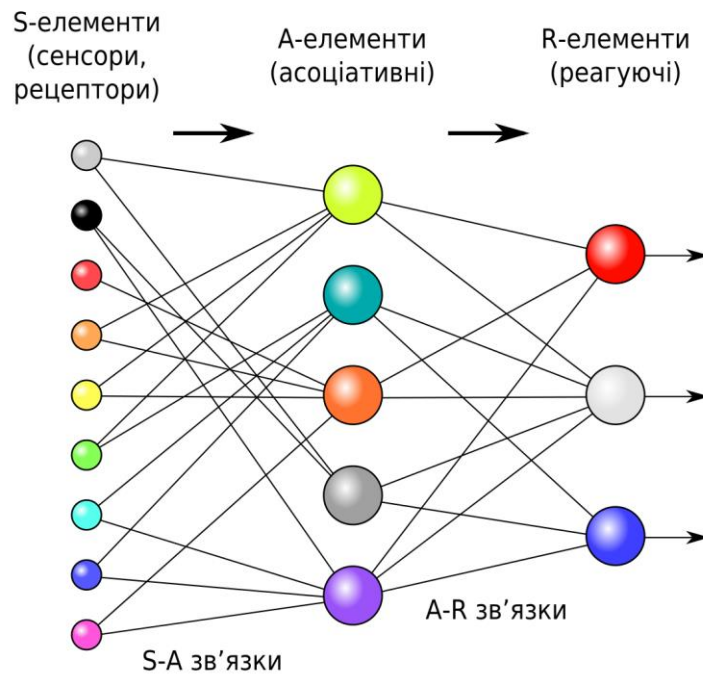 S-елементи
(сенсори,
рецептори)
А-елементи
(асоціативні)
R-елементи
(реагуючі)
S-A зв’язки
A-R зв’язки